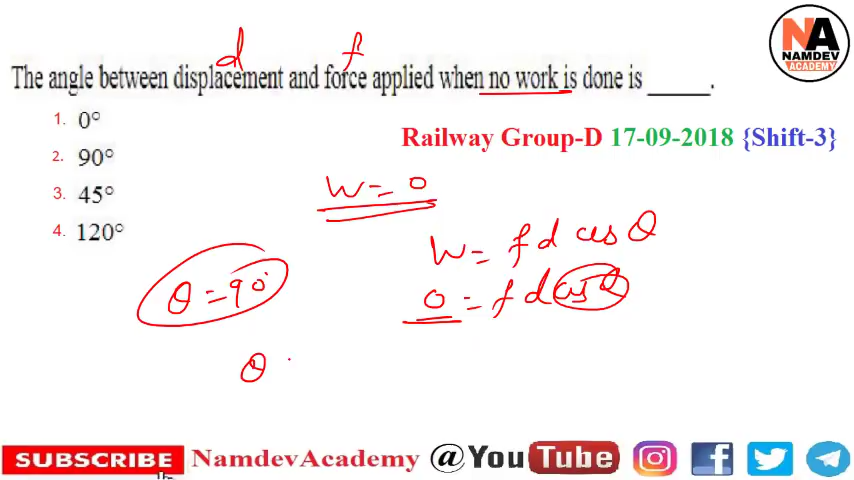 NA
NAMDEV
ACADEMY
d f
The angle between displacement and force applied when no work is done is _____.
1. 0°
2. 90°
3. 45°
4. 120°
Railway Group-D 17-09-2018 {Shift-3}
W = 0
W = f d cos θ
θ = 90°
0 = f d cos θ
θ
SUBSCRIBE NamdevAcademy @YouTube